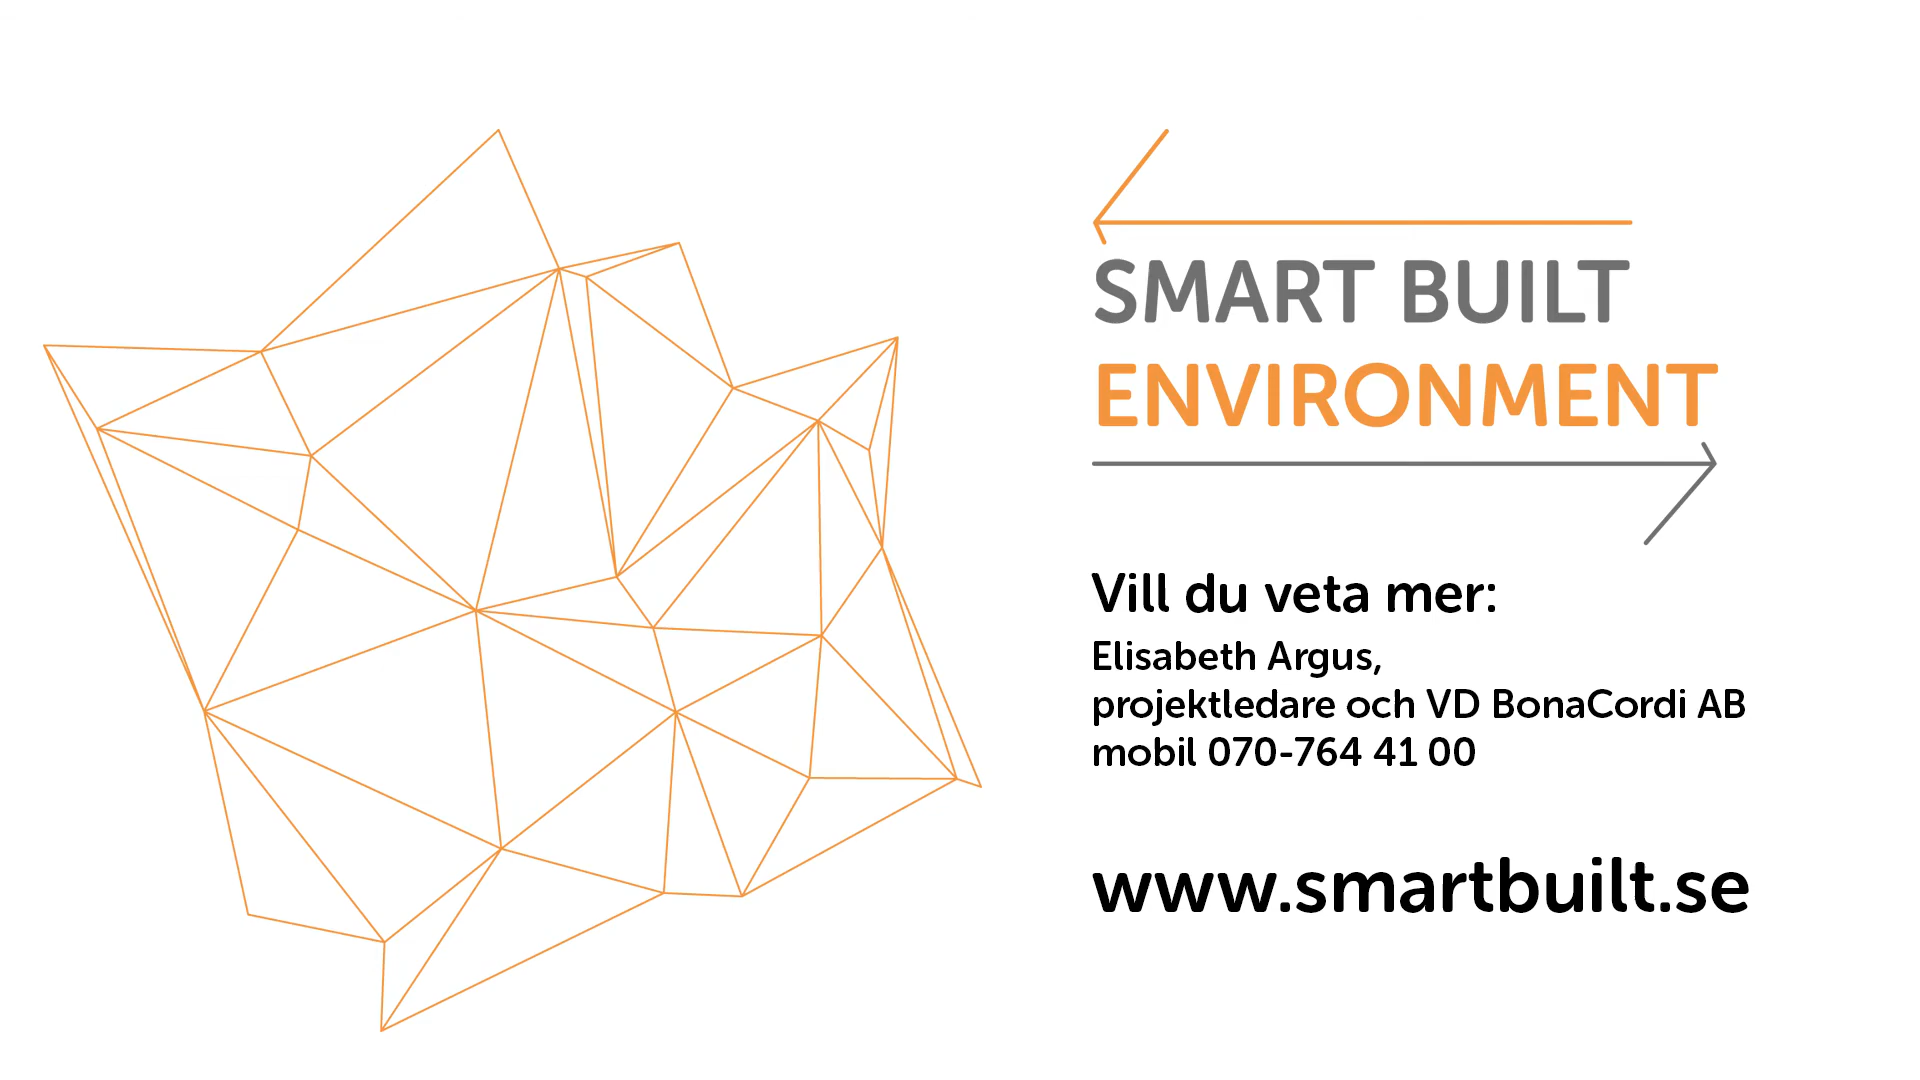 SMART BUILT
ENVIRONMENT
Vill du veta mer:
Elisabeth Argus,
projektledare och VD BonaCordi AB
mobil 070-764 41 00
www.smartbuilt.se